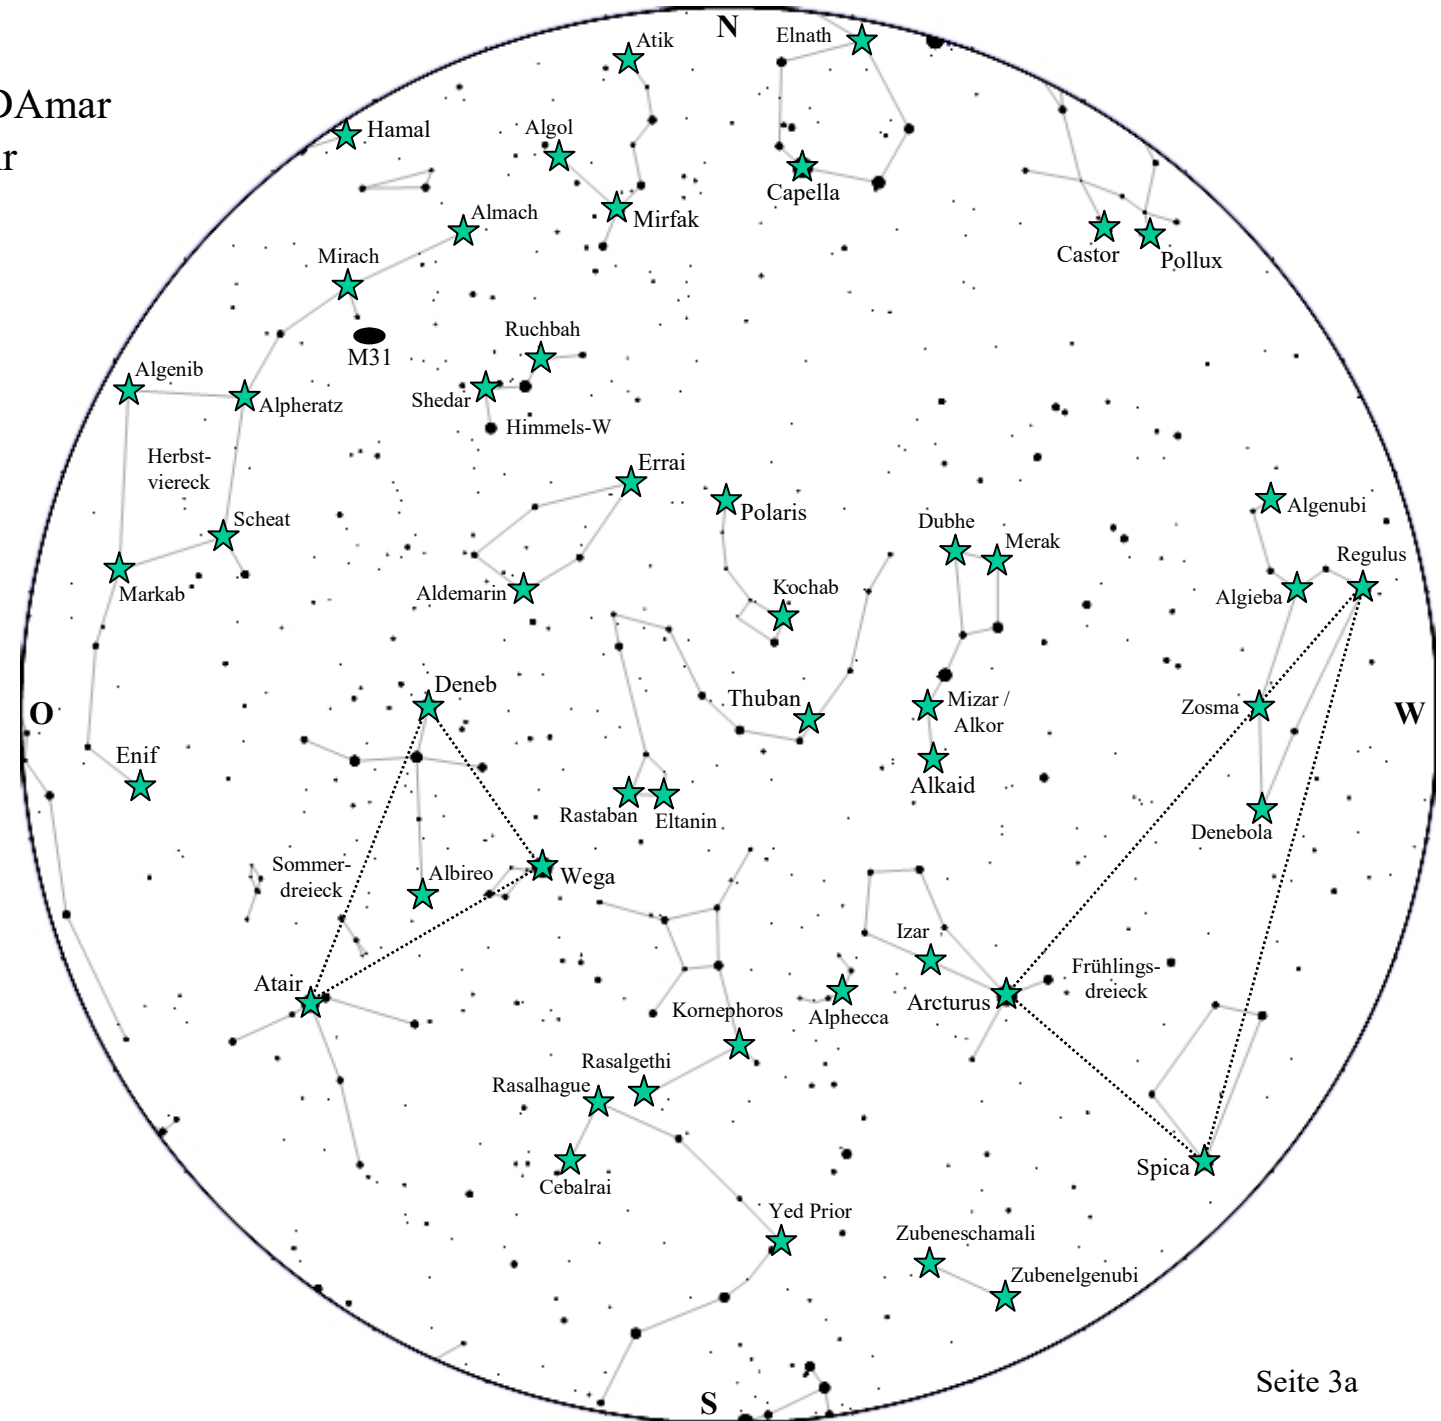 N
Atik
Elnath
DAmar
Hamal
Algol
Capella
Almach
Mirfak
Mirach
Castor
Pollux
Ruchbah
M31
Algenib
Shedar
Alpheratz
Himmels-W
Herbst-
viereck
Errai
Polaris
Algenubi
Scheat
Dubhe
Merak
Regulus
Markab
Aldemarin
Kochab
Algieba
Deneb
Thuban
Mizar /
Alkor
Zosma
O
W
Enif
Alkaid
Rastaban
Eltanin
Denebola
Sommer-
dreieck
Albireo
Wega
Izar
Frühlings-
dreieck
Atair
Kornephoros
Alphecca
Arcturus
Rasalgethi
Rasalhague
Cebalrai
Spica
Yed Prior
Zubeneschamali
Zubenelgenubi
Seite 3a
S